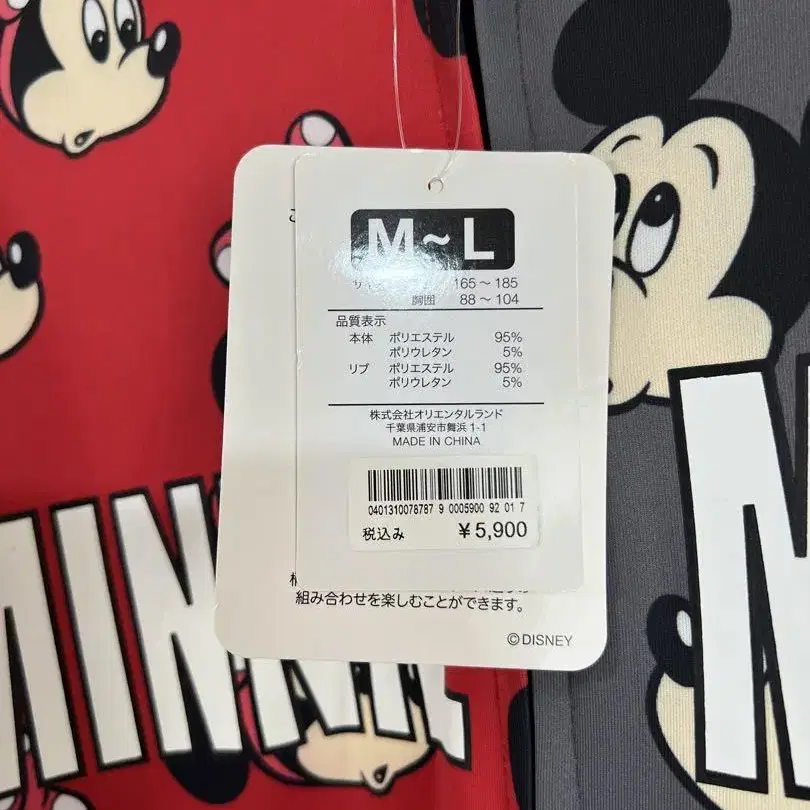 M~L
165～185
胸囲 88～104
品質表示
本体 ポリエステル 95%
ポリウレタン 5%
リブ ポリエステル 95%
ポリウレタン 5%
株式会社オリエンタルランド
千葉県浦安市舞浜 1-1
MADE IN CHINA
0401310078787 9 0005900 92 01 7
税込み ￥5,900
組み合わせを楽しむことができます。
©DISNEY
MINNIE